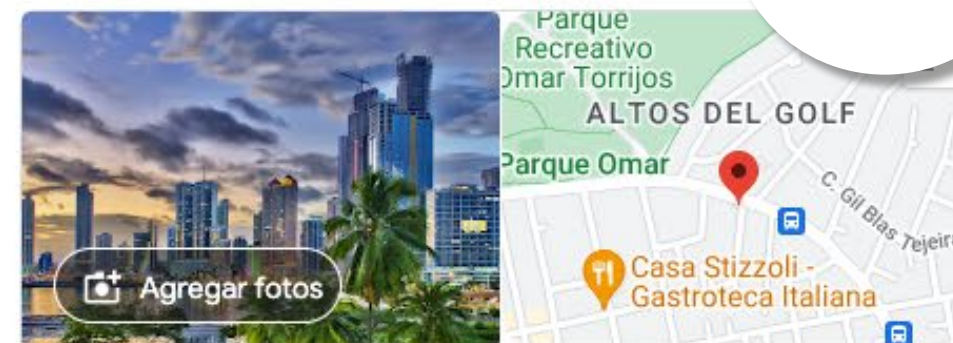 Parque
Recreativo
Omar Torrijos
ALTOS DEL GOLF
Parque Omar
C. Gil Blas Tejeira
Casa Stizzoli -
Gastroteca Italiana
Agregar fotos